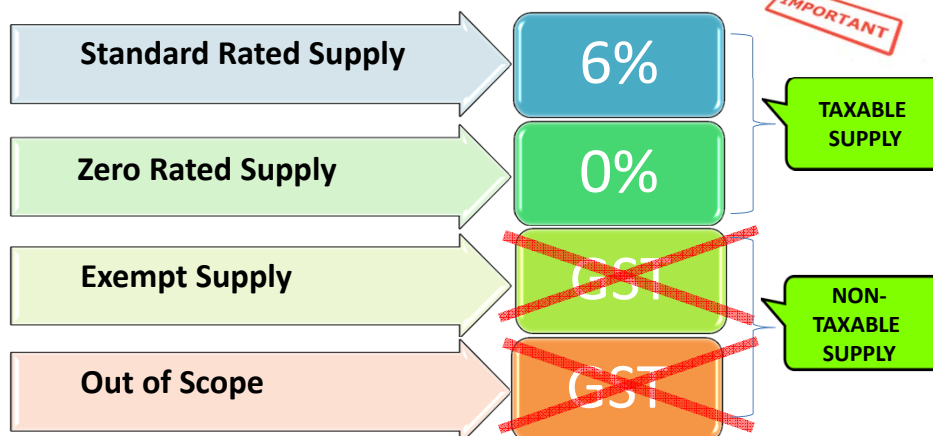 IMPORTANT
Standard Rated Supply
6%
TAXABLE
SUPPLY
Zero Rated Supply
0%
Exempt Supply
GST
NON-
TAXABLE
SUPPLY
Out of Scope
GST